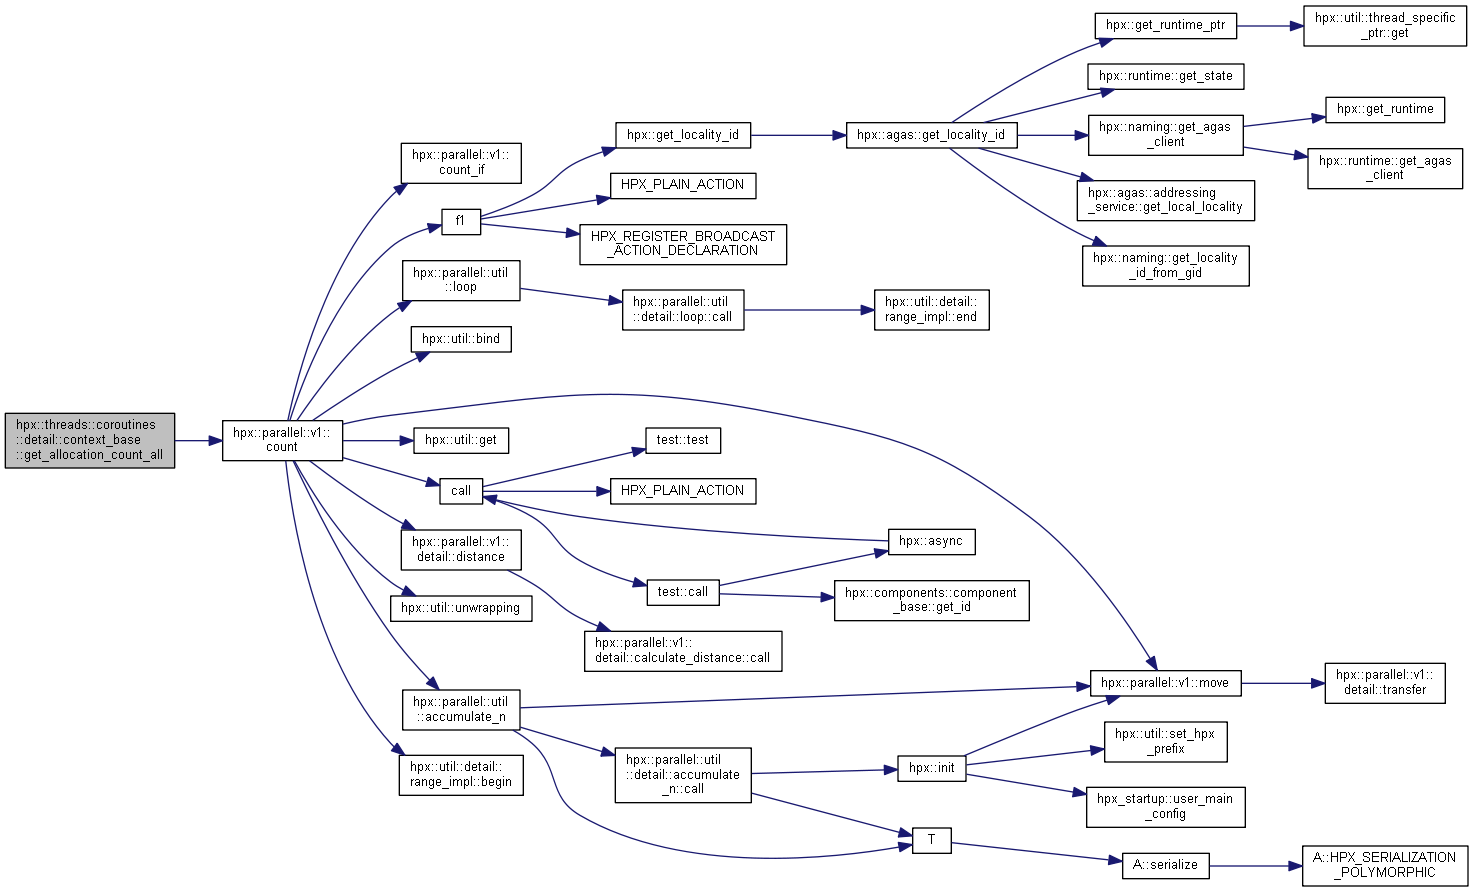 hpx::threads::coroutines
::detail::context_base
::get_allocation_count_all
hpx::parallel::v1::
count
hpx::parallel::v1::
count_if
f1
hpx::parallel::util
::loop
hpx::util::bind
hpx::util::get
call
hpx::parallel::v1::
detail::distance
hpx::util::unwrapping
hpx::parallel::util
::accumulate_n
hpx::util::detail::
range_impl::begin
hpx::get_locality_id
HPX_PLAIN_ACTION
HPX_REGISTER_BROADCAST
_ACTION_DECLARATION
hpx::parallel::util
::detail::loop::call
test::test
HPX_PLAIN_ACTION
test::call
hpx::parallel::v1::
detail::calculate_distance::call
hpx::parallel::util
::detail::accumulate
_n::call
hpx::agas::get_locality_id
hpx::util::detail::
range_impl::end
hpx::async
hpx::components::component
_base::get_id
hpx::init
T
hpx::get_runtime_ptr
hpx::runtime::get_state
hpx::naming::get_agas
_client
hpx::agas::addressing
_service::get_local_locality
hpx::naming::get_locality
_id_from_gid
hpx::parallel::v1::move
hpx::util::set_hpx
_prefix
hpx_startup::user_main
_config
A::serialize
hpx::util::thread_specific
_ptr::get
hpx::get_runtime
hpx::runtime::get_agas
_client
hpx::parallel::v1::
detail::transfer
A::HPX_SERIALIZATION
_POLYMORPHIC